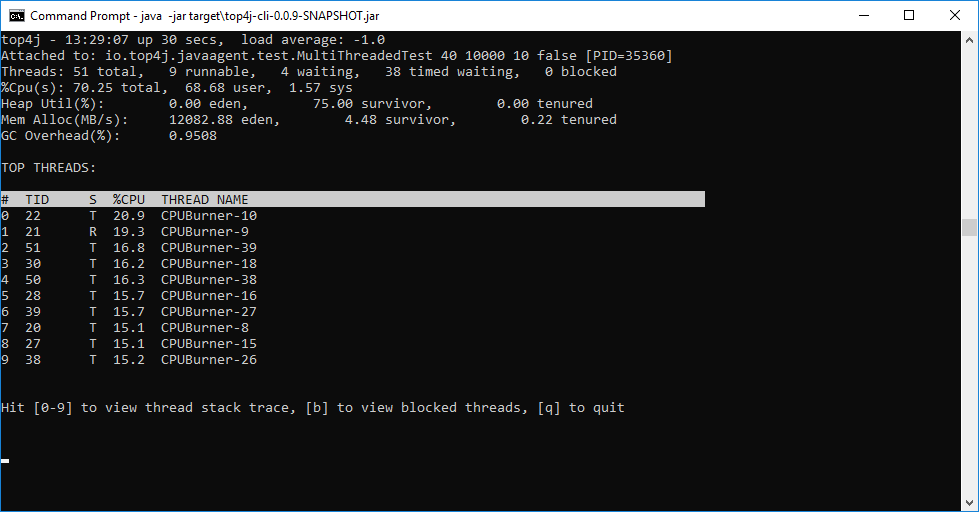 Command Prompt - java  -jar target\top4j-cli-0.0.9-SNAPSHOT.jar
top4j - 13:29:07 up 30 secs,  load average: -1.0
Attached to: io.top4j.javaagent.test.MultiThreadedTest 40 10000 10 false [PID=35360]
Threads: 51 total,   9 runnable,   4 waiting,   38 timed waiting,   0 blocked
%Cpu(s): 70.25 total,  68.68 user,  1.57 sys
Heap Util(%):        0.00 eden,        75.00 survivor,        0.00 tenured
Mem Alloc(MB/s):     12082.88 eden,        4.48 survivor,        0.22 tenured
GC Overhead(%):      0.9508
TOP THREADS:
#  TID     S  %CPU  THREAD NAME
0  22      T  20.9  CPUBurner-10
1  21      R  19.3  CPUBurner-9
2  51      T  16.8  CPUBurner-39
3  30      T  16.2  CPUBurner-18
4  50      T  16.3  CPUBurner-38
5  28      T  15.7  CPUBurner-16
6  39      T  15.7  CPUBurner-27
7  20      T  15.1  CPUBurner-8
8  27      T  15.1  CPUBurner-15
9  38      T  15.2  CPUBurner-26
Hit [0-9] to view thread stack trace, [b] to view blocked threads, [q] to quit